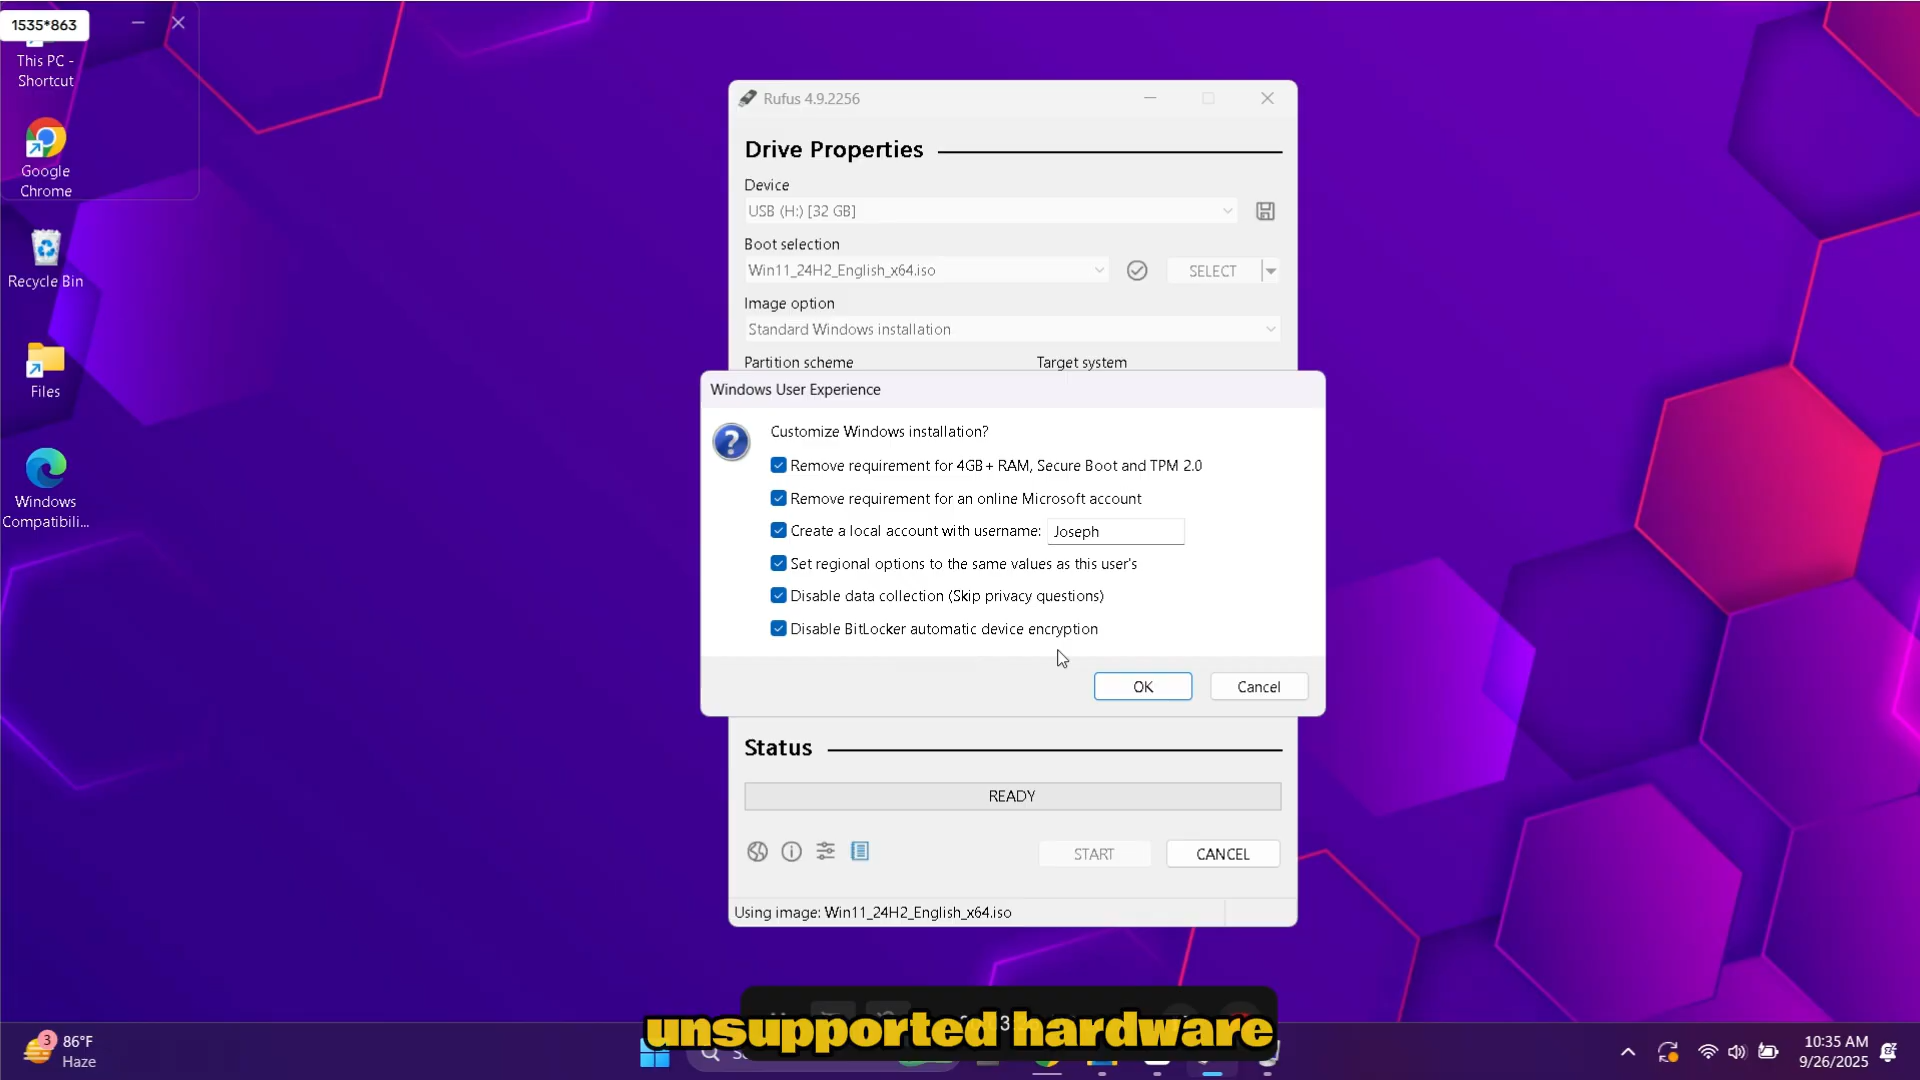 1535*863
This PC -
Shortcut
Google
Chrome
Recycle Bin
Files
Windows
Compatibili...
Rufus 4.9.2256
Drive Properties
Device
USB (H:) [32 GB]
Boot selection
Win11_24H2_English_x64.iso
SELECT
Image option
Standard Windows installation
Partition scheme
Target system
Windows User Experience
Customize Windows installation?
Remove requirement for 4GB+ RAM, Secure Boot and TPM 2.0
Remove requirement for an online Microsoft account
Create a local account with username: Joseph
Set regional options to the same values as this user's
Disable data collection (Skip privacy questions)
Disable BitLocker automatic device encryption
OK
Cancel
Status
READY
START
CANCEL
Using image: Win11_24H2_English_x64.iso
unsupported hardware
3
86°F
Haze
10:35 AM
9/26/2025